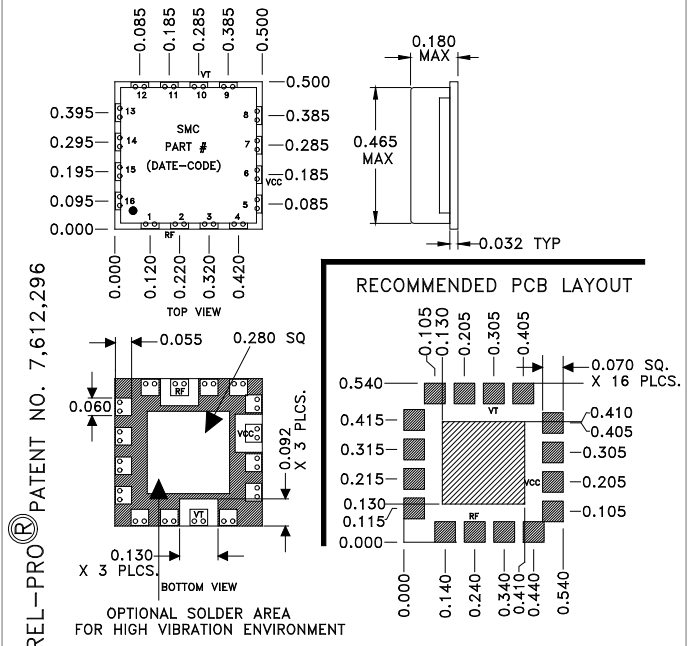 0.085
0.185
0.285
0.385
0.500
VT
12 11 10 9
0.500
0.395
13
8
0.385
SMC
PART #
(DATE-CODE)
0.295
14
7
0.285
0.195
15
6
0.185
VCC
0.095
16
5
0.085
0.000
1 2 3 4
RF
0.000
0.120
0.220
0.320
0.420
TOP VIEW
0.180
MAX
0.465
MAX
0.032 TYP
REL-PRO® PATENT NO. 7,612,296
0.055
0.280 SQ
0.060
RF
VCC
0.092
X 3 PLCS.
VT
0.130
X 3 PLCS.
BOTTOM VIEW
OPTIONAL SOLDER AREA
FOR HIGH VIBRATION ENVIRONMENT
RECOMMENDED PCB LAYOUT
0.105
0.130
0.205
0.305
0.405
0.070 SQ.
X 16 PLCS.
0.540
VT
0.415
0.410
0.405
0.315
0.305
0.215
VCC
0.205
0.130
0.115
RF
0.105
0.000
0.000
0.140
0.240
0.340
0.410
0.440
0.540